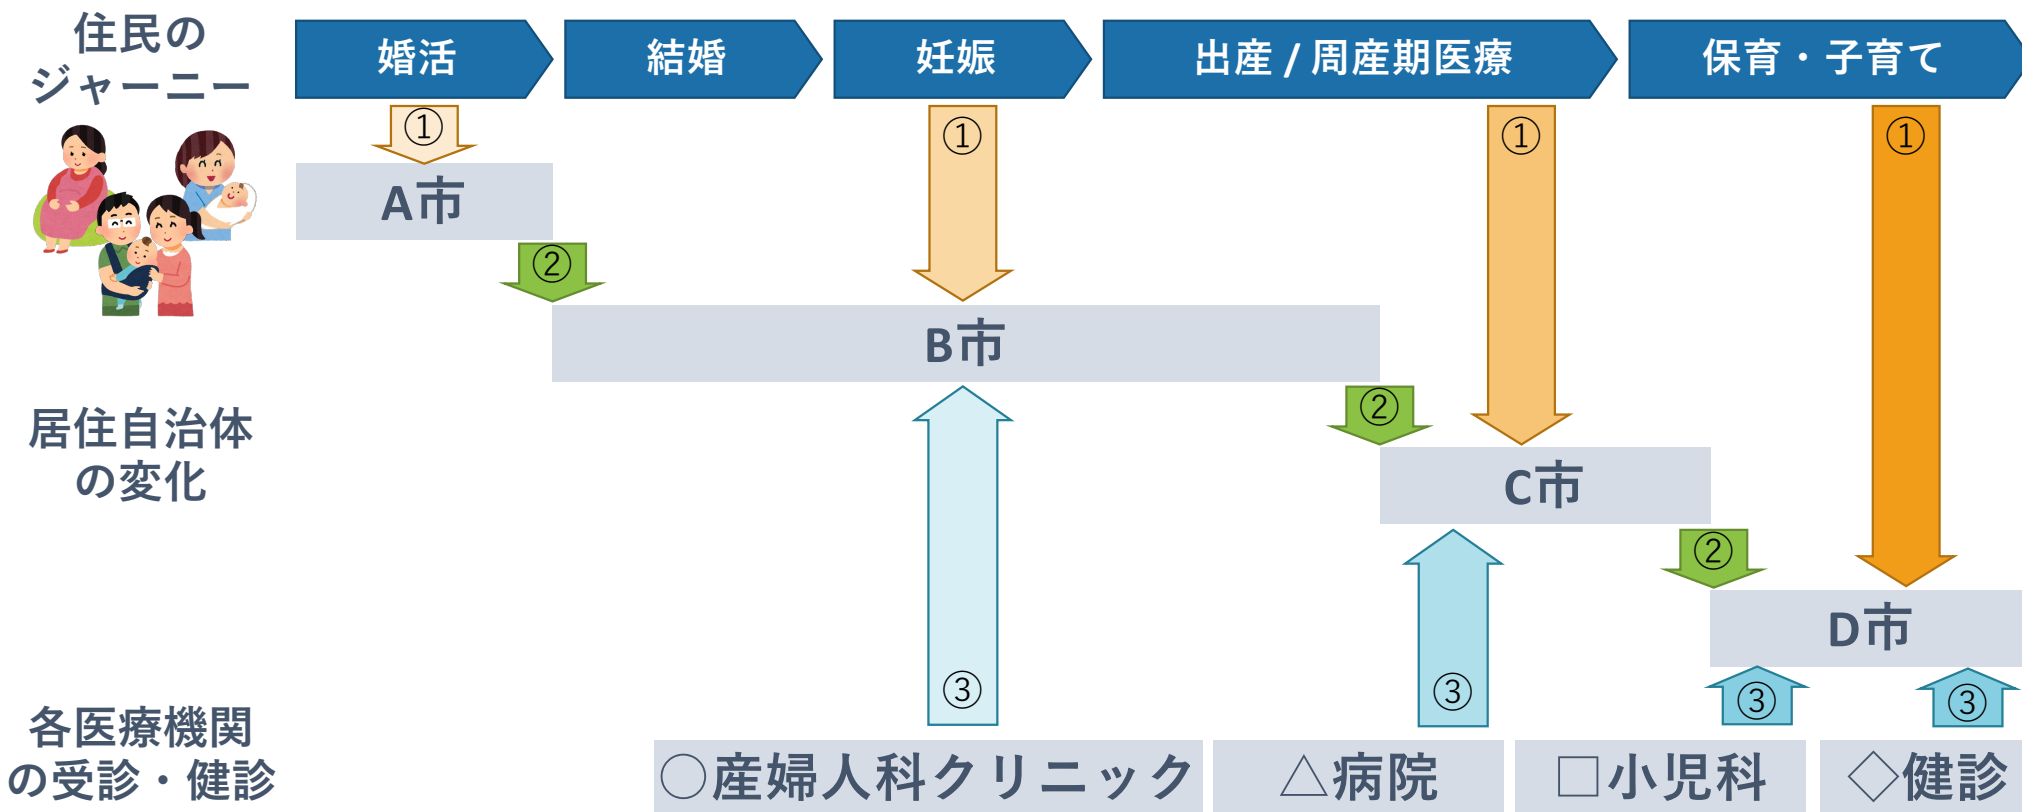 住民の
ジャーニー
婚活
結婚
妊娠
出産 / 周産期医療
保育・子育て
①
①
①
①
A市
②
B市
居住自治体
の変化
②
C市
②
D市
③
③
③
③
各医療機関
の受診・健診
○産婦人科クリニック
△病院
□小児科
◇健診